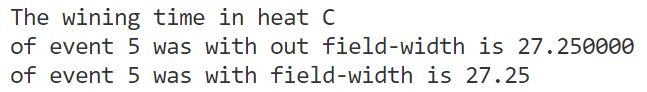 The wining time in heat C
of event 5 was with out field-width is 27.250000
of event 5 was with field-width is 27.25